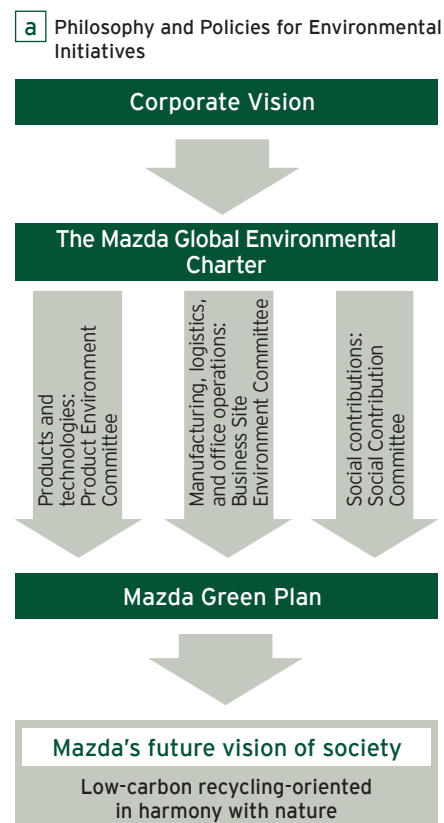 a Philosophy and Policies for Environmental
Initiatives
Corporate Vision
The Mazda Global Environmental
Charter
Products and
technologies:
Product Environment
Committee
Manufacturing, logistics,
and office operations:
Business Site
Environment Committee
Social contributions:
Social Contribution
Committee
Mazda Green Plan
Mazda’s future vision of society
Low-carbon recycling-oriented
in harmony with nature